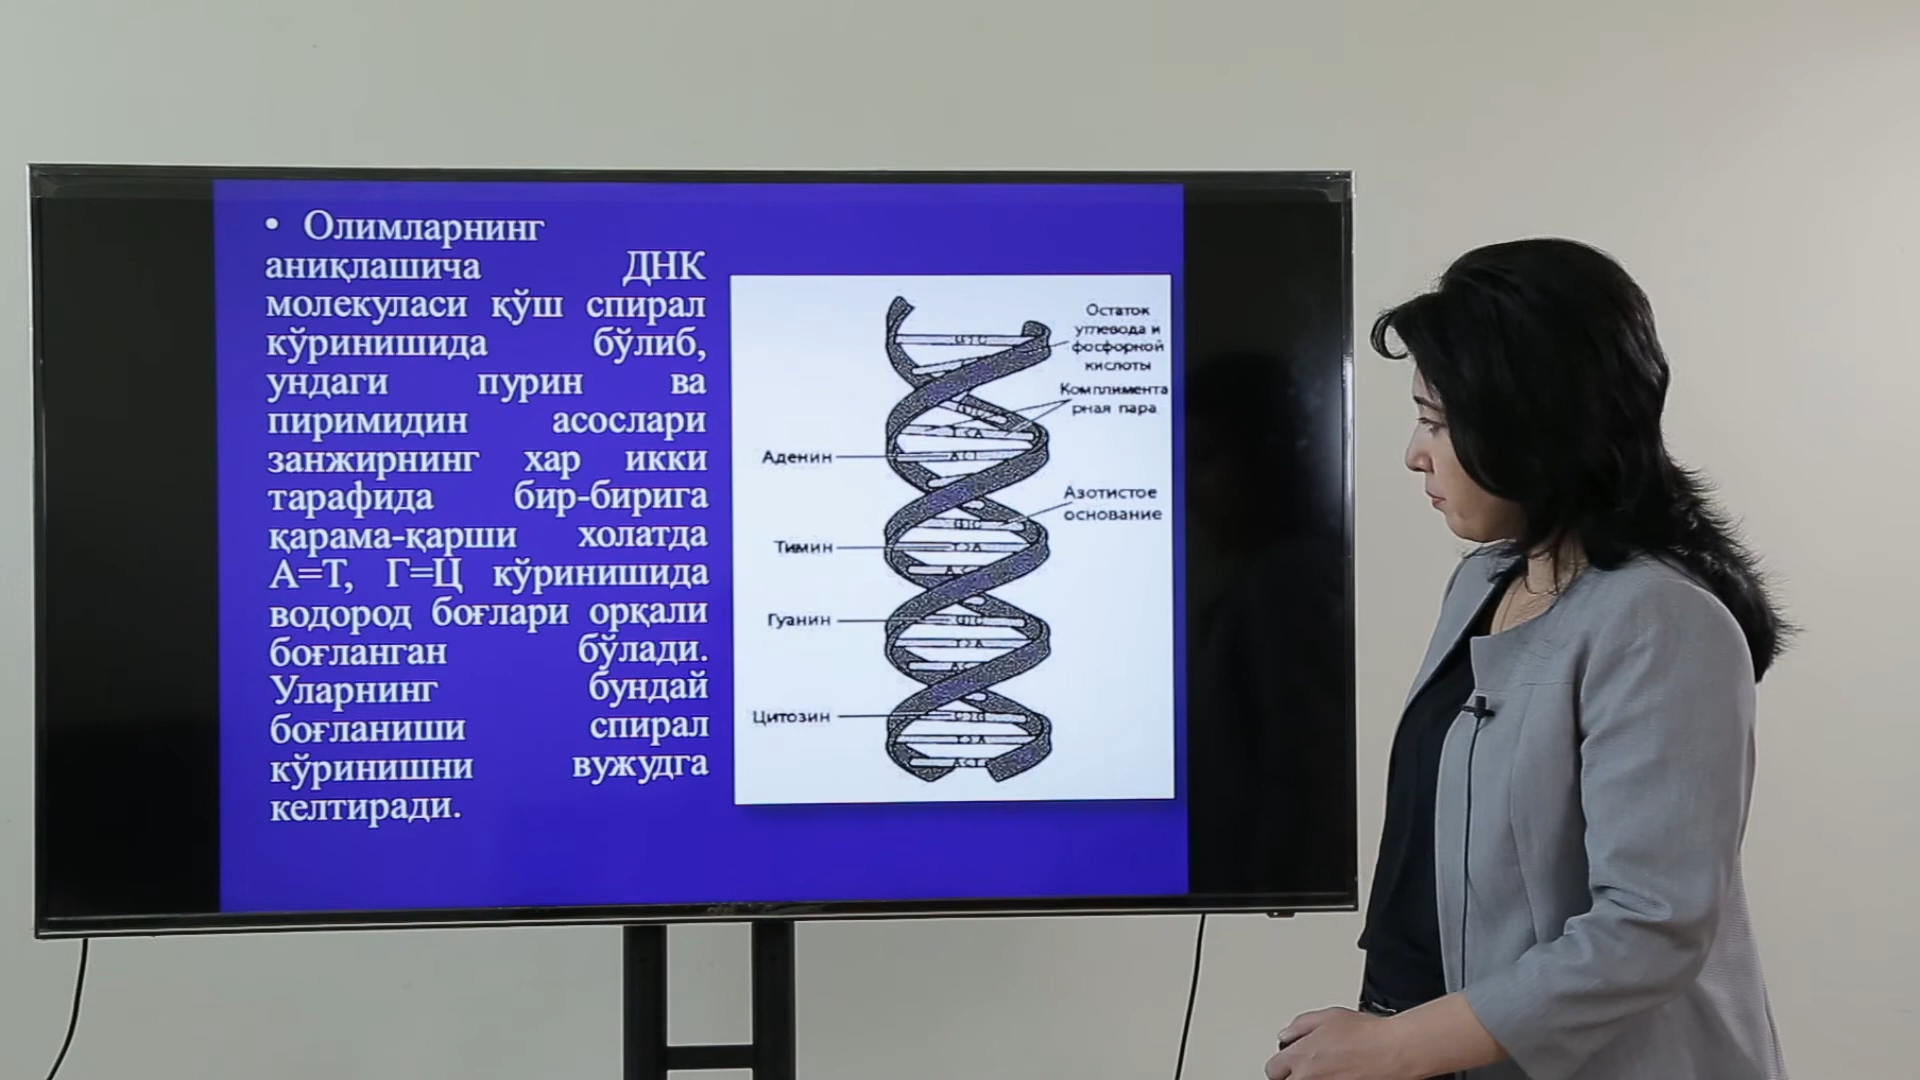 • Олимларнинг
аниқлашича ДНК
молекуласи қўш спирал
кўринишида бўлиб,
ундаги пурин ва
пиримидин асослари
занжирнинг хар икки
тарафида бир-бирига
қарама-қарши холатда
А=Т, Г=Ц кўринишида
водород боғлари орқали
боғланган бўлади.
Уларнинг бундай
боғланиши спирал
кўринишни вужудга
келтиради.
Остаток
углевода и
фосфорной
кислоты
Комплимента
рная пара
Аденин
Азотистое
основание
Тимин
Гуанин
Цитозин